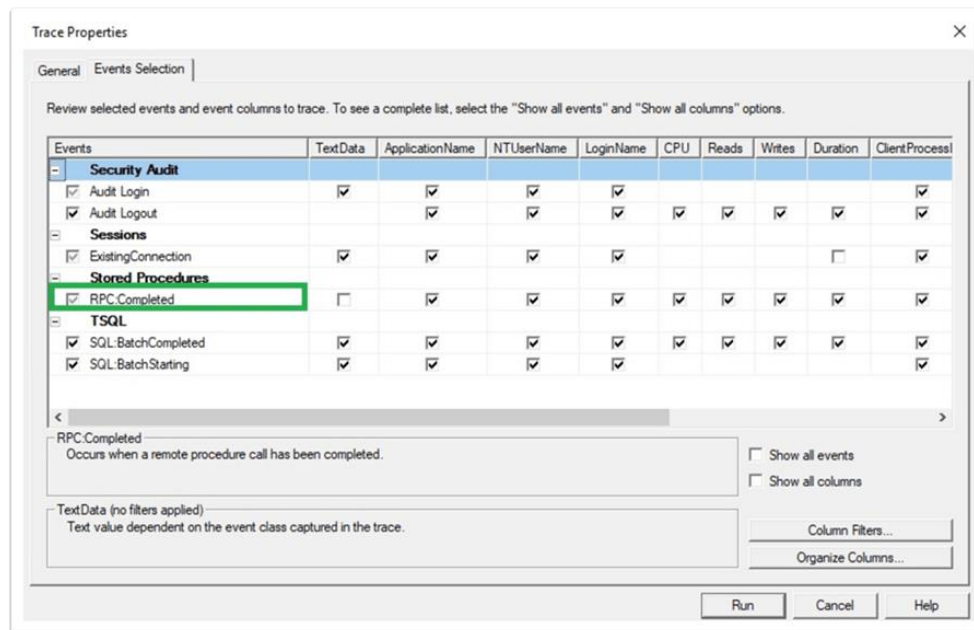 Trace Properties
General Events Selection
Review selected events and event columns to trace. To see a complete list, select the "Show all events" and "Show all columns" options.
Events TextData ApplicationName NTUserName LoginName CPU Reads Writes Duration ClientProcessI
Security Audit
Audit Login
Audit Logout
Sessions
ExistingConnection
Stored Procedures
RPC:Completed
TSQL
SQL:BatchCompleted
SQL:BatchStarting
RPC:Completed
Occurs when a remote procedure call has been completed.
Show all events
Show all columns
TextData (no filters applied)
Text value dependent on the event class captured in the trace.
Column Filters...
Organize Columns...
Run Cancel Help